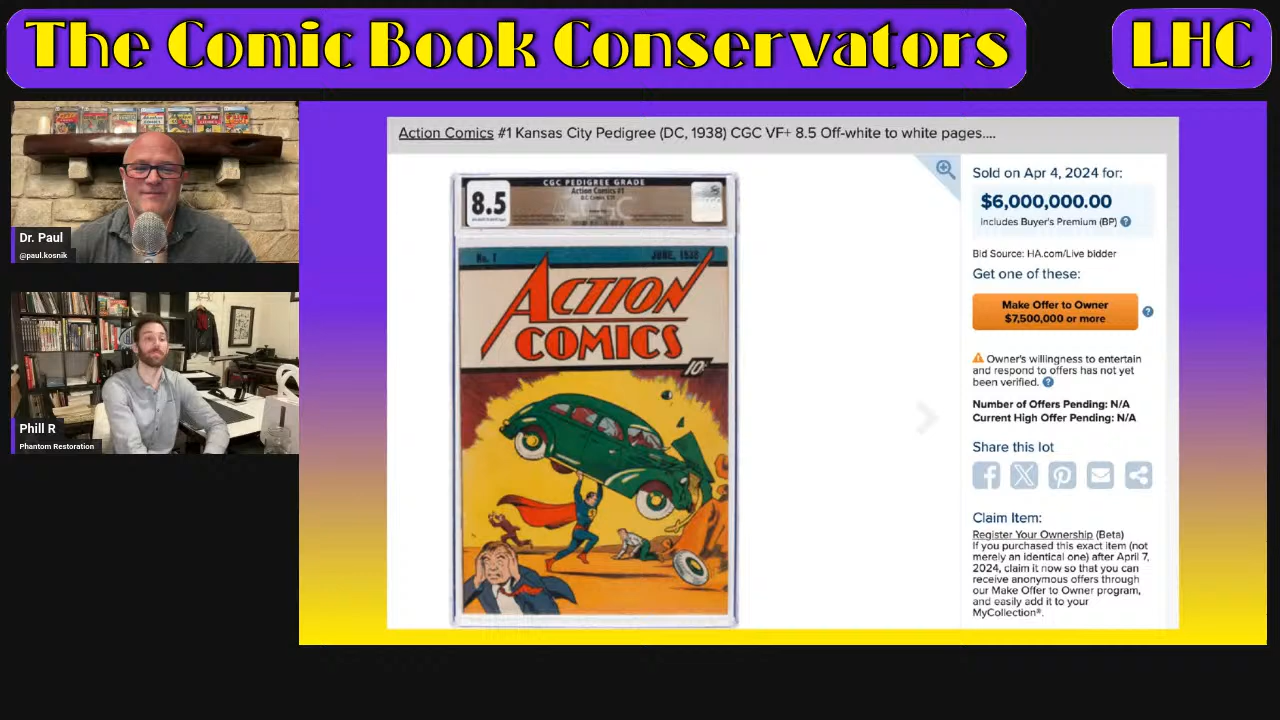 The Comic Book Conservators
LHC
Dr. Paul
@paul.kosnik
Phill R
Phantom Restoration
Action Comics #1 Kansas City Pedigree (DC, 1938) CGC VF+ 8.5 Off-white to white pages....
CGC PEDIGREE GRADE
8.5
Action Comics #1
No. 1
JUNE, 1938
ACTION
COMICS
10¢
Sold on Apr 4, 2024 for:
$6,000,000.00
Includes Buyer's Premium (BP) ?
Bid Source: HA.com/Live bidder
Get one of these:
Make Offer to Owner
$7,500,000 or more
?
Owner's willingness to entertain
and respond to offers has not yet
been verified. ?
Number of Offers Pending: N/A
Current High Offer Pending: N/A
Share this lot
Claim Item:
Register Your Ownership (Beta)
If you purchased this exact item (not
merely an identical one) after April 7,
2024, claim it now so that you can
receive anonymous offers through
our Make Offer to Owner program,
and easily add it to your
MyCollection®.